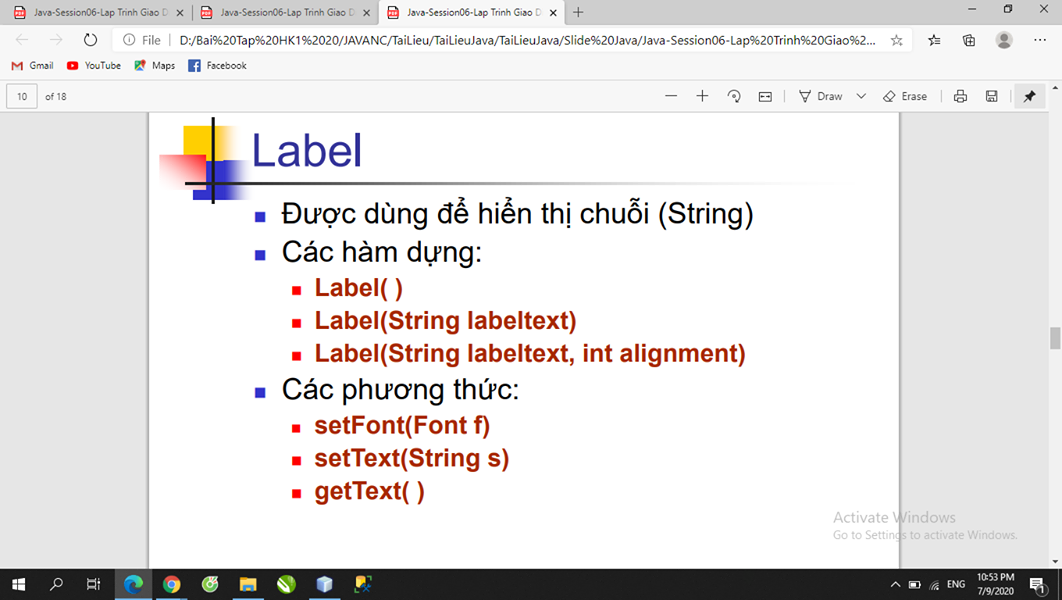 Java-Session06-Lap Trinh Giao D
Java-Session06-Lap Trinh Giao D
Java-Session06-Lap Trinh Giao D
File D:/Bai%20Tap%20HK1%2020/JAVANC/TaiLieu/TaiLieuJava/TaiLieuJava/Slide%20Java/Java-Session06-Lap%20Trinh%20Giao%2...
Gmail YouTube Maps Facebook
10 of 18 Draw Erase
Label
Được dùng để hiển thị chuỗi (String)
Các hàm dựng:
Label( )
Label(String labeltext)
Label(String labeltext, int alignment)
Các phương thức:
setFont(Font f)
setText(String s)
getText( )
Activate Windows
Go to Settings to activate Windows.
ENG
10:53 PM
7/9/2020
1